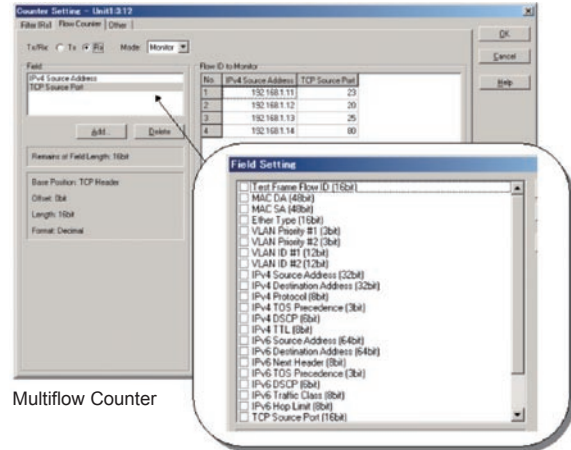 Counter Setting - Unit1:3:12
Filter (Rx) Flow Counter Other
OK
Cancel
Help
Tx/Rx: Tx Rx Mode: Monitor
Field
IPv4 Source Address
TCP Source Port
Add... Delete
Remains of Field Length: 16bit
Base Position: TCP Header
Offset: 0bit
Length: 16bit
Format: Decimal
Flow ID to Monitor
No. IPv4 Source Address TCP Source Port
1 192.168.1.11 23
2 192.168.1.12 20
3 192.168.1.13 25
4 192.168.1.14 80
Field Setting
Test Frame Flow ID (16bit)
MAC DA (48bit)
MAC SA (48bit)
Ether Type (16bit)
VLAN Priority #1 (3bit)
VLAN Priority #2 (3bit)
VLAN ID #1 (12bit)
VLAN ID #2 (12bit)
IPv4 Source Address (32bit)
IPv4 Destination Address (32bit)
IPv4 Protocol (8bit)
IPv4 TOS Precedence (3bit)
IPv4 DSCP (6bit)
IPv4 TTL (8bit)
IPv6 Source Address (64bit)
IPv6 Destination Address (64bit)
IPv6 Next Header (8bit)
IPv6 TOS Precedence (3bit)
IPv6 DSCP (6bit)
IPv6 Traffic Class (8bit)
IPv6 Hop Limit (8bit)
TCP Source Port (16bit)
Multiflow Counter